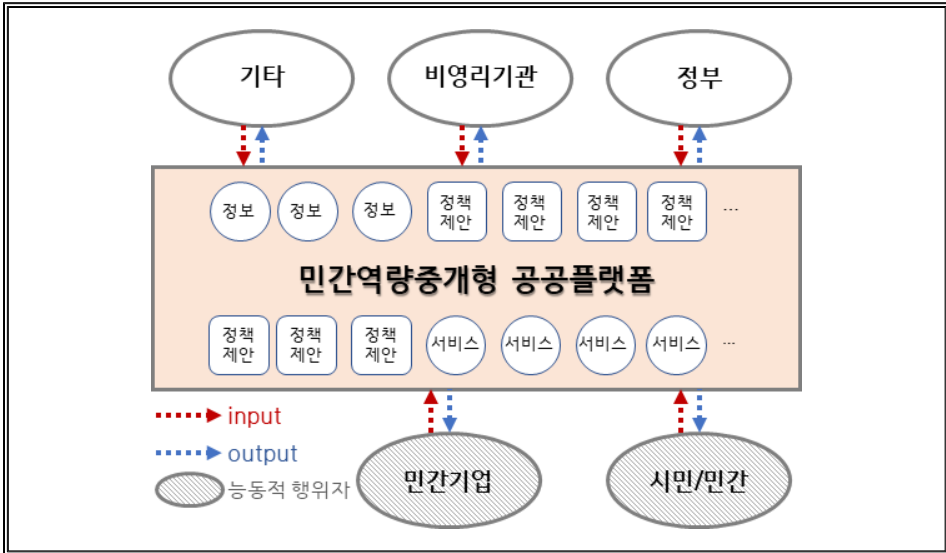 기타
비영리기관
정부
정보
정보
정보
정책
제안
정책
제안
정책
제안
정책
제안
...
민간역량중개형 공공플랫폼
정책
제안
정책
제안
정책
제안
서비스
서비스
서비스
서비스
...
input
output
능동적 행위자
민간기업
시민/민간